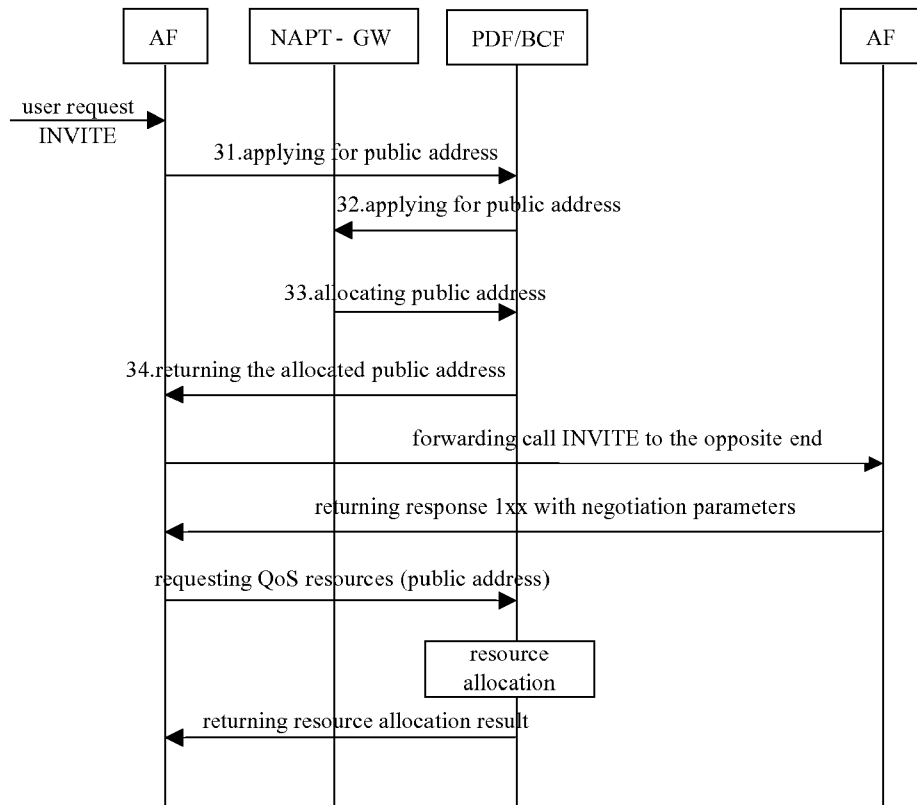 AF
NAPT - GW
PDF/BCF
AF
user request
INVITE
31.applying for public address
32.applying for public address
33.allocating public address
34.returning the allocated public address
forwarding call INVITE to the opposite end
returning response 1xx with negotiation parameters
requesting QoS resources (public address)
resource
allocation
returning resource allocation result